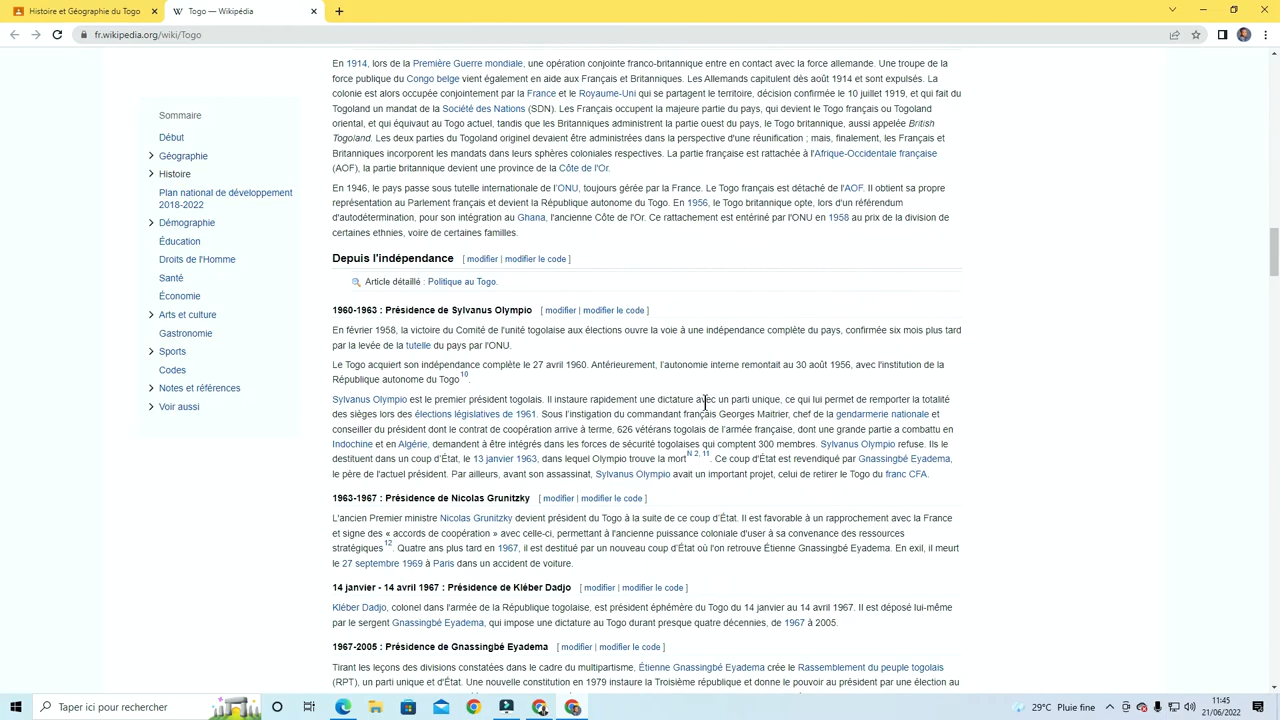 Histoire et Géographie du Togo
Togo — Wikipédia
fr.wikipedia.org/wiki/Togo
Sommaire
Début
Géographie
Histoire
Plan national de développement
2018-2022
Démographie
Éducation
Droits de l'Homme
Santé
Économie
Arts et culture
Gastronomie
Sports
Codes
Notes et références
Voir aussi
En 1914, lors de la Première Guerre mondiale, une opération conjointe franco-britannique entre en contact avec la force allemande. Une troupe de la
force publique du Congo belge vient également en aide aux Français et Britanniques. Les Allemands capitulent dès août 1914 et sont expulsés. La
colonie est alors occupée conjointement par la France et le Royaume-Uni qui se partagent le territoire, décision confirmée le 10 juillet 1919, et qui fait du
Togoland un mandat de la Société des Nations (SDN). Les Français occupent la majeure partie du pays, qui devient le Togo français ou Togoland
oriental, et qui équivaut au Togo actuel, tandis que les Britanniques administrent la partie ouest du pays, le Togo britannique, aussi appelée British
Togoland. Les deux parties du Togoland originel devaient être administrées dans la perspective d'une réunification ; mais, finalement, les Français et
Britanniques incorporent les mandats dans leurs sphères coloniales respectives. La partie française est rattachée à l'Afrique-Occidentale française
(AOF), la partie britannique devient une province de la Côte de l'Or.
En 1946, le pays passe sous tutelle internationale de l'ONU, toujours gérée par la France. Le Togo français est détaché de l'AOF. Il obtient sa propre
représentation au Parlement français et devient la République autonome du Togo. En 1956, le Togo britannique opte, lors d'un référendum
d'autodétermination, pour son intégration au Ghana, l'ancienne Côte de l'Or. Ce rattachement est entériné par l'ONU en 1958 au prix de la division de
certaines ethnies, voire de certaines familles.
Depuis l'indépendance [ modifier | modifier le code ]
Article détaillé : Politique au Togo.
1960-1963 : Présidence de Sylvanus Olympio [ modifier | modifier le code ]
En février 1958, la victoire du Comité de l'unité togolaise aux élections ouvre la voie à une indépendance complète du pays, confirmée six mois plus tard
par la levée de la tutelle du pays par l'ONU.
Le Togo acquiert son indépendance complète le 27 avril 1960. Antérieurement, l'autonomie interne remontait au 30 août 1956, avec l'institution de la
République autonome du Togo10.
Sylvanus Olympio est le premier président togolais. Il instaure rapidement une dictature avec un parti unique, ce qui lui permet de remporter la totalité
des sièges lors des élections législatives de 1961. Sous l'instigation du commandant français Georges Maitrier, chef de la gendarmerie nationale et
conseiller du président dont le contrat de coopération arrive à terme, 626 vétérans togolais de l'armée française, dont une grande partie a combattu en
Indochine et en Algérie, demandent à être intégrés dans les forces de sécurité togolaises qui comptent 300 membres. Sylvanus Olympio refuse. Ils le
destituent dans un coup d'État, le 13 janvier 1963, dans lequel Olympio trouve la mortN 2, 11. Ce coup d'État est revendiqué par Gnassingbé Eyadema,
le père de l'actuel président. Par ailleurs, avant son assassinat, Sylvanus Olympio avait un important projet, celui de retirer le Togo du franc CFA.
1963-1967 : Présidence de Nicolas Grunitzky [ modifier | modifier le code ]
L'ancien Premier ministre Nicolas Grunitzky devient président du Togo à la suite de ce coup d'État. Il est favorable à un rapprochement avec la France
et signe des « accords de coopération » avec celle-ci, permettant à l'ancienne puissance coloniale d'user à sa convenance des ressources
stratégiques12. Quatre ans plus tard en 1967, il est destitué par un nouveau coup d'État où l'on retrouve Étienne Gnassingbé Eyadema. En exil, il meurt
le 27 septembre 1969 à Paris dans un accident de voiture.
14 janvier - 14 avril 1967 : Présidence de Kléber Dadjo [ modifier | modifier le code ]
Kléber Dadjo, colonel dans l'armée de la République togolaise, est président éphémère du Togo du 14 janvier au 14 avril 1967. Il est déposé lui-même
par le sergent Gnassingbé Eyadema, qui impose une dictature au Togo durant presque quatre décennies, de 1967 à 2005.
1967-2005 : Présidence de Gnassingbé Eyadema [ modifier | modifier le code ]
Tirant les leçons des divisions constatées dans le cadre du multipartisme, Étienne Gnassingbé Eyadema crée le Rassemblement du peuple togolais
(RPT), un parti unique et d'État. Une nouvelle constitution en 1979 instaure la Troisième république et donne le pouvoir au président par une élection au
Taper ici pour rechercher
29°C Pluie fine
11:45
21/06/2022